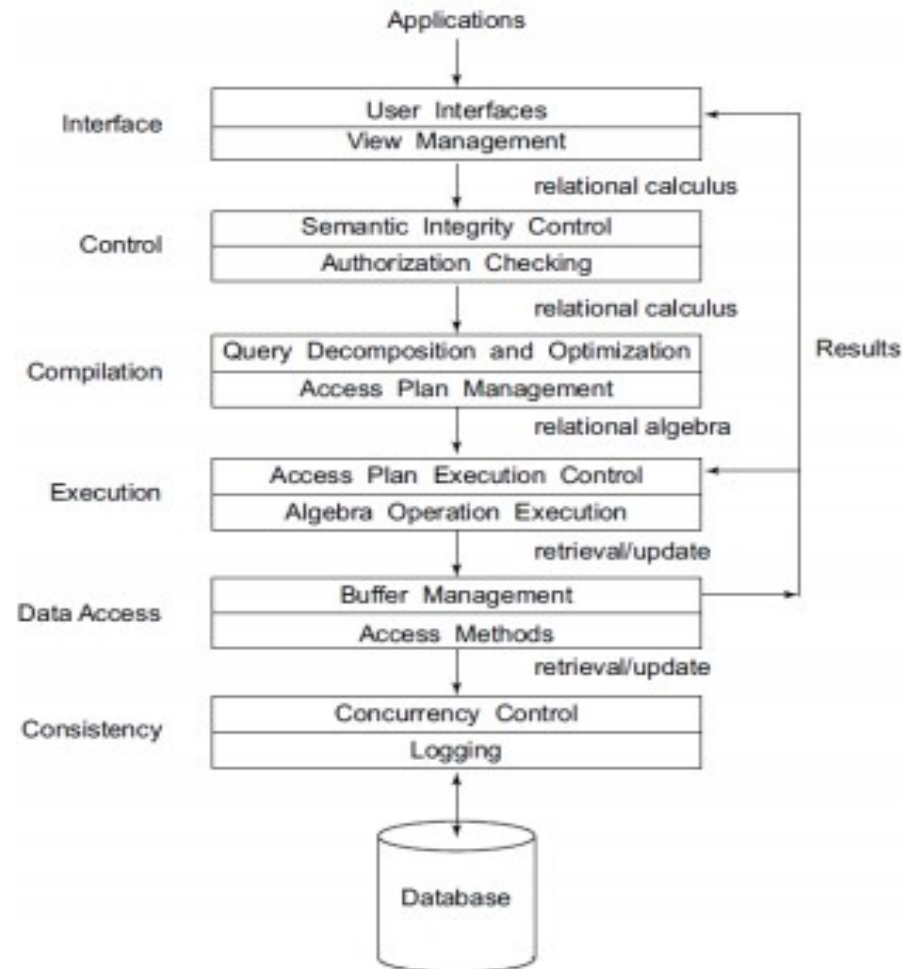 Applications
Interface
User Interfaces
View Management
relational calculus
Control
Semantic Integrity Control
Authorization Checking
relational calculus
Compilation
Query Decomposition and Optimization
Access Plan Management
Results
relational algebra
Execution
Access Plan Execution Control
Algebra Operation Execution
retrieval/update
Data Access
Buffer Management
Access Methods
retrieval/update
Consistency
Concurrency Control
Logging
Database